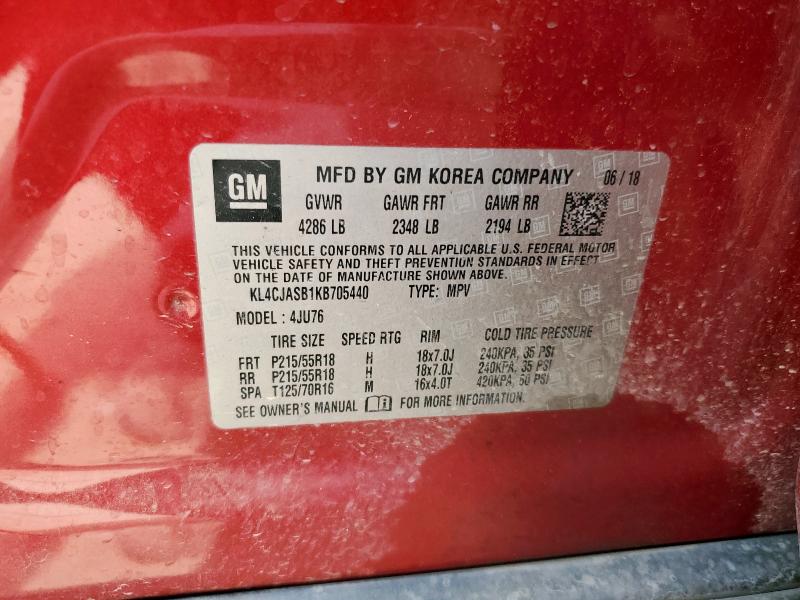 GM MFD BY GM KOREA COMPANY 06/18
GVWR GAWR FRT GAWR RR
4286 LB 2348 LB 2194 LB
THIS VEHICLE CONFORMS TO ALL APPLICABLE U.S. FEDERAL MOTOR
VEHICLE SAFETY AND THEFT PREVENTION STANDARDS IN EFFECT
ON THE DATE OF MANUFACTURE SHOWN ABOVE.
KL4CJASB1KB705440 TYPE: MPV
MODEL : 4JU76
TIRE SIZE SPEED RTG RIM COLD TIRE PRESSURE
FRT P215/55R18 H 18x7.0J 240KPA, 35 PSI
RR P215/55R18 H 18x7.0J 240KPA, 35 PSI
SPA T125/70R16 M 16x4.0T 420KPA, 60 PSI
SEE OWNER'S MANUAL FOR MORE INFORMATION.